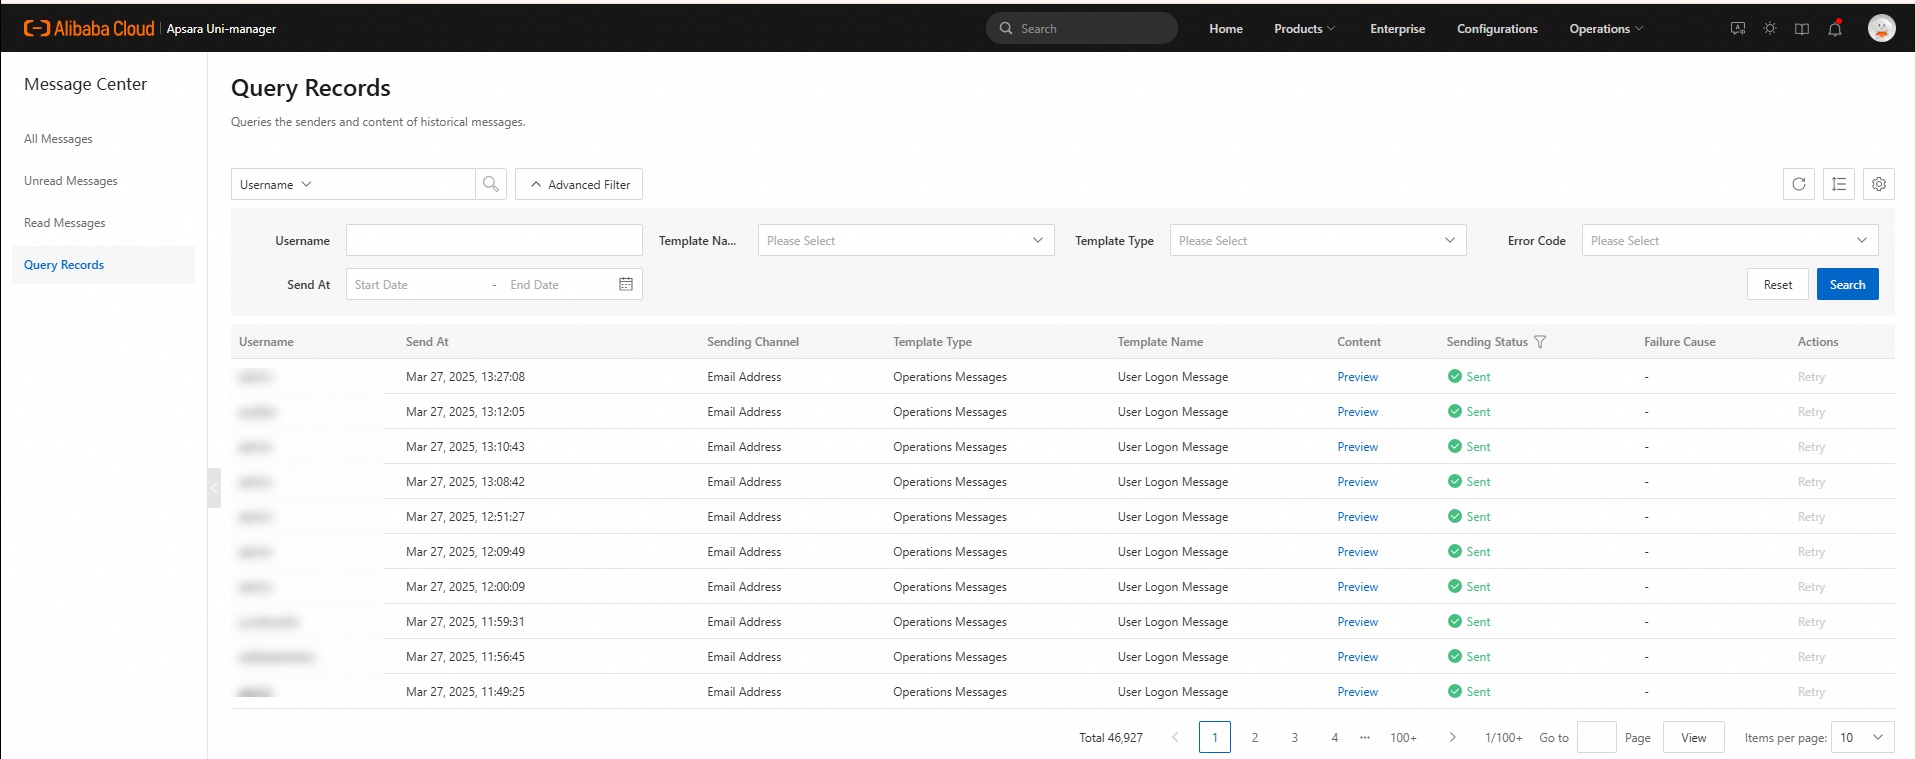 Alibaba Cloud | Apsara Uni-manager
Search
Home
Products
Enterprise
Configurations
Operations
Message Center
All Messages
Unread Messages
Read Messages
Query Records
Query Records
Queries the senders and content of historical messages.
Username
Advanced Filter
Username
Template Na... Please Select
Template Type Please Select
Error Code Please Select
Send At Start Date - End Date
Reset
Search
Username Send At Sending Channel Template Type Template Name Content Sending Status Failure Cause Actions
Mar 27, 2025, 13:27:08 Email Address Operations Messages User Logon Message Preview Sent - Retry
Mar 27, 2025, 13:12:05 Email Address Operations Messages User Logon Message Preview Sent - Retry
Mar 27, 2025, 13:10:43 Email Address Operations Messages User Logon Message Preview Sent - Retry
Mar 27, 2025, 13:08:42 Email Address Operations Messages User Logon Message Preview Sent - Retry
Mar 27, 2025, 12:51:27 Email Address Operations Messages User Logon Message Preview Sent - Retry
Mar 27, 2025, 12:09:49 Email Address Operations Messages User Logon Message Preview Sent - Retry
Mar 27, 2025, 12:00:09 Email Address Operations Messages User Logon Message Preview Sent - Retry
Mar 27, 2025, 11:59:31 Email Address Operations Messages User Logon Message Preview Sent - Retry
Mar 27, 2025, 11:56:45 Email Address Operations Messages User Logon Message Preview Sent - Retry
Mar 27, 2025, 11:49:25 Email Address Operations Messages User Logon Message Preview Sent - Retry
Total 46,927 1 2 3 4 ... 100+ 1/100+ Go to Page View Items per page: 10